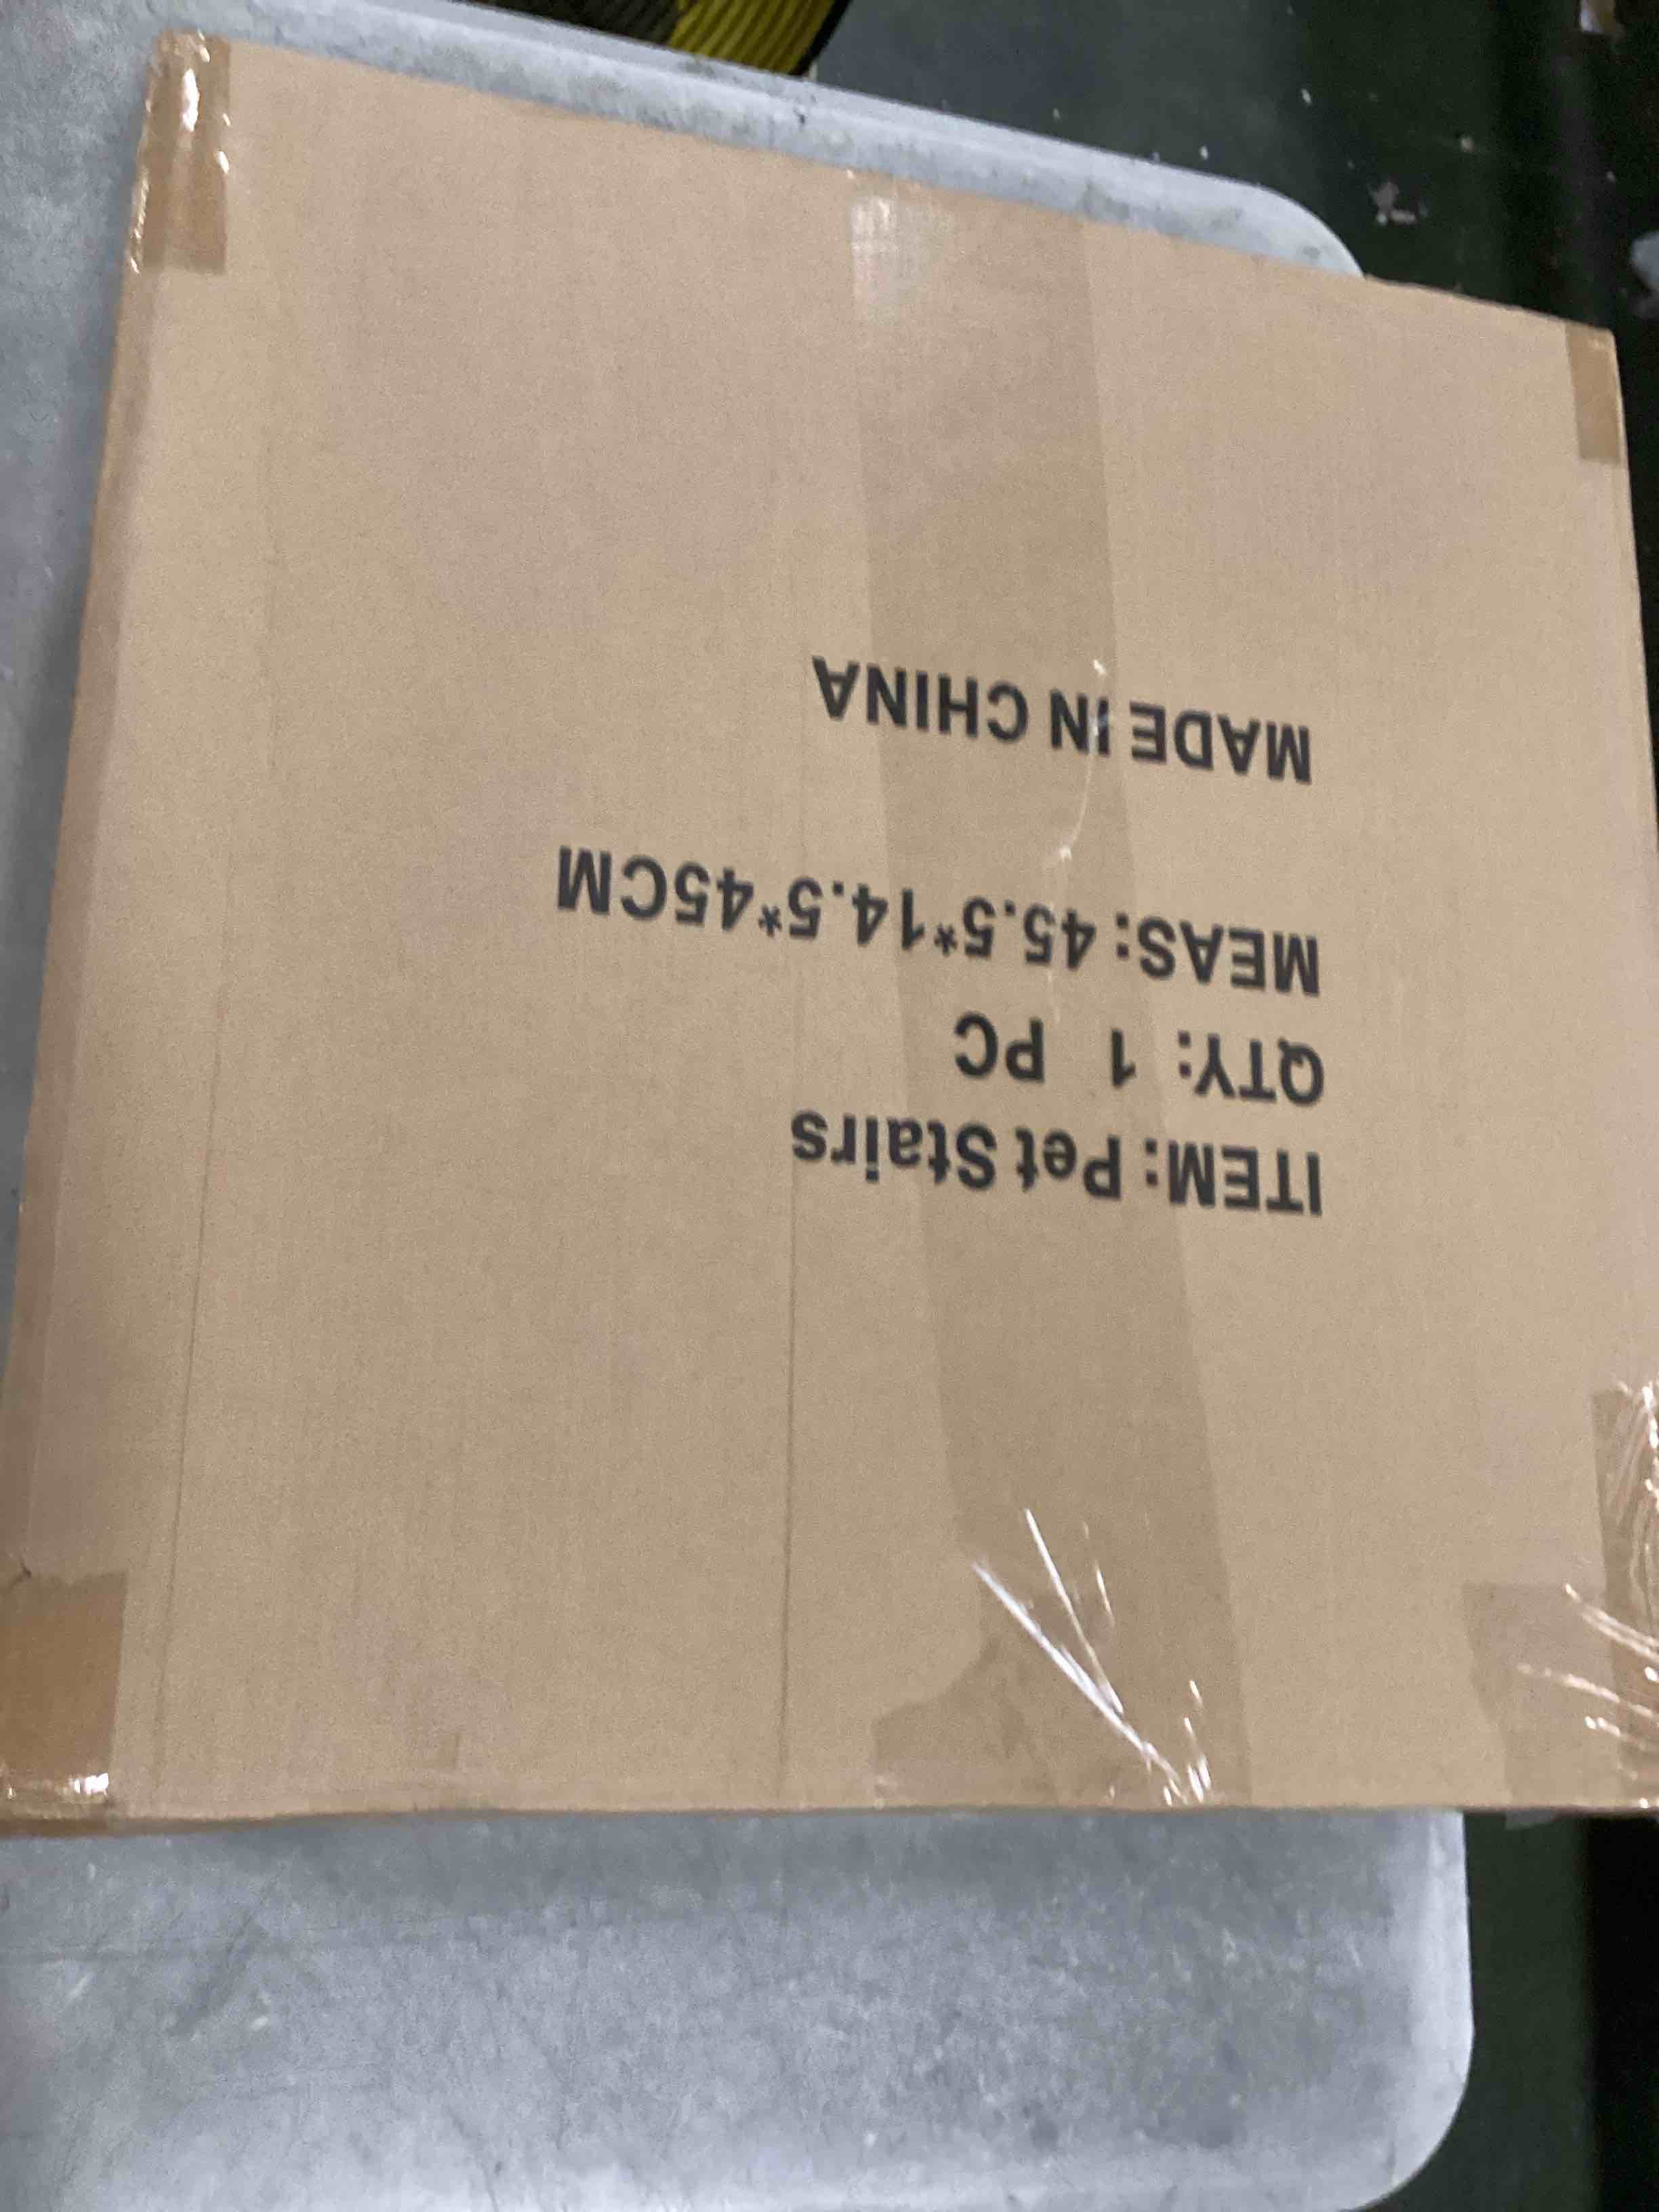 ITEM: Pet Stairs
QTY: 1 PC
MEAS: 45.5*14.5*45CM
MADE IN CHINA